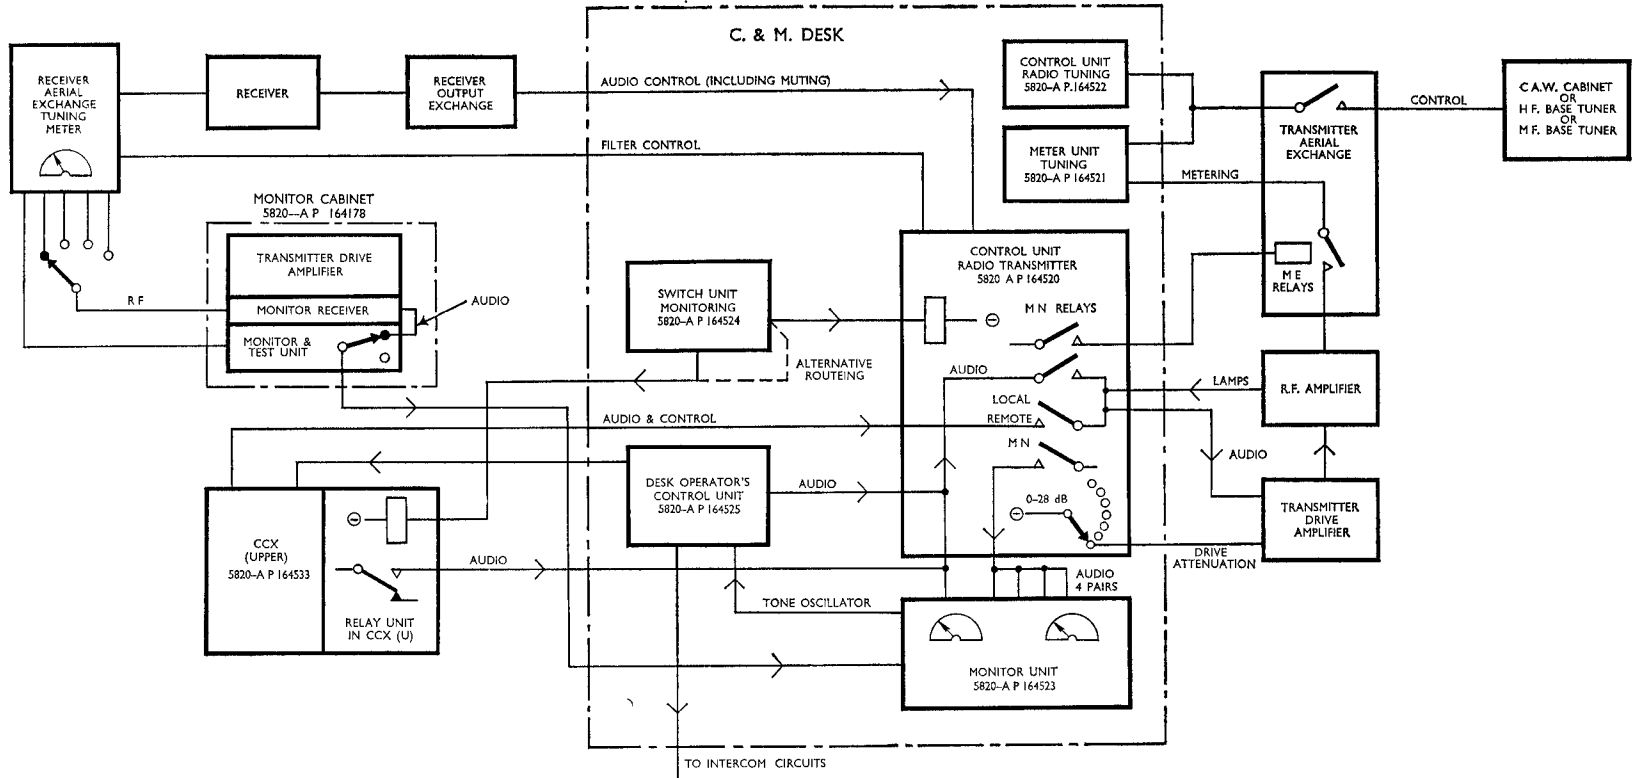 C. & M. DESK
RECEIVER
AERIAL
EXCHANGE
TUNING
METER
RECEIVER
RECEIVER
OUTPUT
EXCHANGE
AUDIO CONTROL (INCLUDING MUTING)
FILTER CONTROL
CONTROL UNIT
RADIO TUNING
5820-A P.164522
METER UNIT
TUNING
5820-A P 164521
METERING
TRANSMITTER
AERIAL
EXCHANGE
CONTROL
C A.W. CABINET
OR
H F. BASE TUNER
OR
M F. BASE TUNER
MONITOR CABINET
5820--A P 164178
TRANSMITTER DRIVE
AMPLIFIER
MONITOR RECEIVER
MONITOR &
TEST UNIT
R F
AUDIO
SWITCH UNIT
MONITORING
5820-A P 164524
ALTERNATIVE
ROUTEING
CONTROL UNIT
RADIO TRANSMITTER
5820 A P 164520
M N RELAYS
AUDIO
LOCAL
REMOTE
M N
0-28 dB
M E
RELAYS
LAMPS
R.F. AMPLIFIER
AUDIO
TRANSMITTER
DRIVE
AMPLIFIER
DRIVE
ATTENUATION
AUDIO & CONTROL
DESK OPERATOR'S
CONTROL UNIT
5820-A P 164525
AUDIO
CCX
(UPPER)
5820-A P 164533
RELAY UNIT
IN CCX (U)
AUDIO
TONE OSCILLATOR
AUDIO
4 PAIRS
MONITOR UNIT
5820-A P 164523
TO INTERCOM CIRCUITS